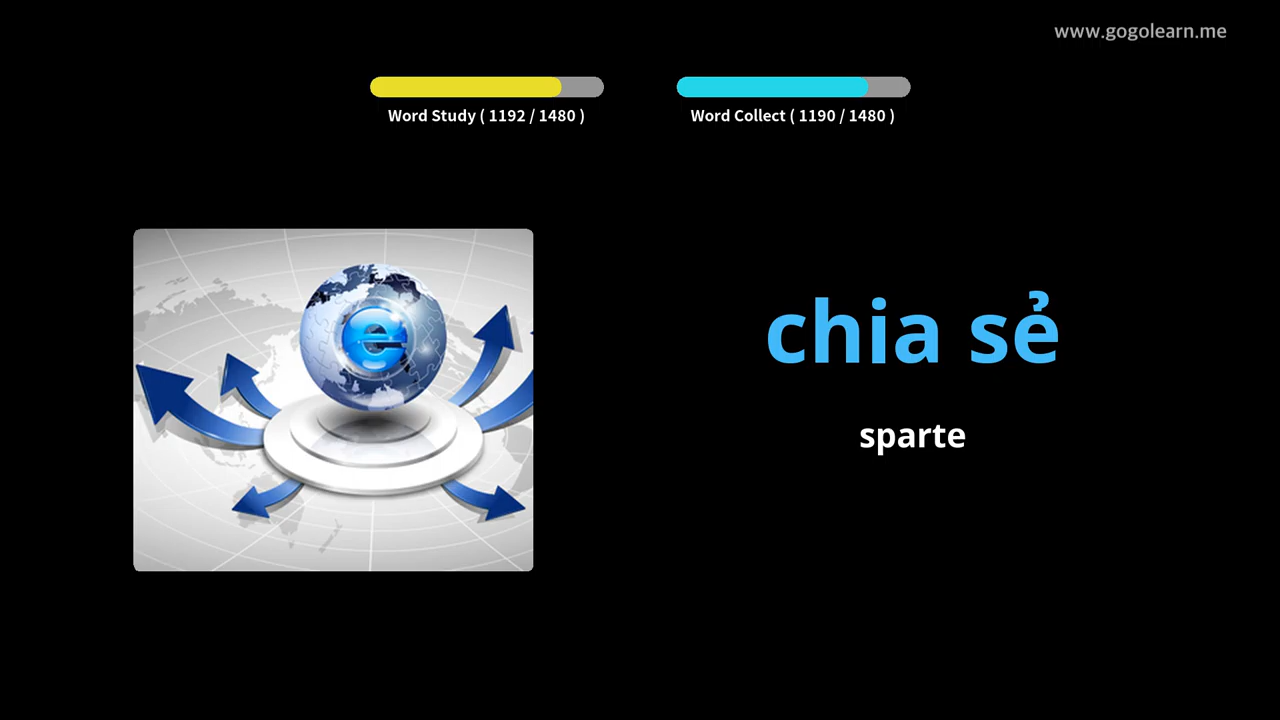 www.gogolearn.me
Word Study ( 1192 / 1480 )
Word Collect ( 1190 / 1480 )
e
chia sẻ
sparte